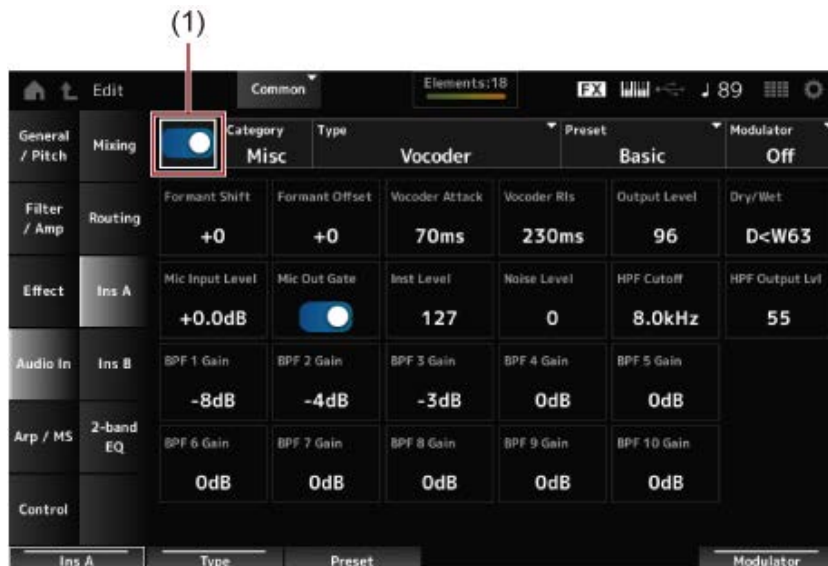 (1)
Edit
Common
Elements:18
FX
♩ 89
General / Pitch
Mixing
Category
Misc
Type
Vocoder
Preset
Basic
Modulator
Off
Filter / Amp
Routing
Formant Shift
+0
Formant Offset
+0
Vocoder Attack
70ms
Vocoder Rls
230ms
Output Level
96
Dry/Wet
D<W63
Effect
Ins A
Mic Input Level
+0.0dB
Mic Out Gate
Inst Level
127
Noise Level
0
HPF Cutoff
8.0kHz
HPF Output Lvl
55
Audio In
Ins B
BPF 1 Gain
-8dB
BPF 2 Gain
-4dB
BPF 3 Gain
-3dB
BPF 4 Gain
0dB
BPF 5 Gain
0dB
Arp / MS
2-band EQ
BPF 6 Gain
0dB
BPF 7 Gain
0dB
BPF 8 Gain
0dB
BPF 9 Gain
0dB
BPF 10 Gain
0dB
Control
Ins A
Type
Preset
Modulator